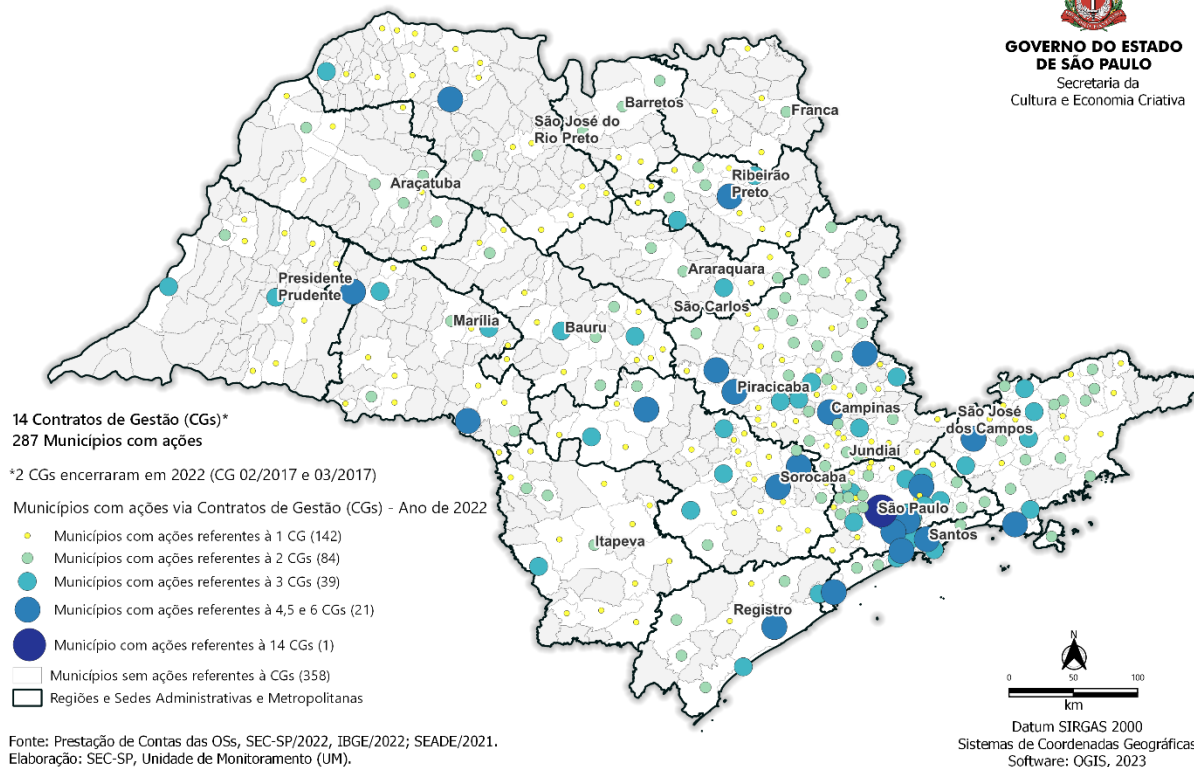 GOVERNO DO ESTADO
DE SÃO PAULO
Secretaria da
Cultura e Economia Criativa
Barretos
Franca
São José do
Rio Preto
Ribeirão
Preto
Araçatuba
Araraquara
Presidente
Prudente
São Carlos
Marília
Bauru
Piracicaba
Campinas
São José
dos Campos
Jundiaí
Sorocaba
São Paulo
Santos
Itapeva
Registro
14 Contratos de Gestão (CGs)*
287 Municípios com ações
*2 CGs encerraram em 2022 (CG 02/2017 e 03/2017)
Municípios com ações via Contratos de Gestão (CGs) - Ano de 2022
Municípios com ações referentes à 1 CG (142)
Municípios com ações referentes à 2 CGs (84)
Municípios com ações referentes à 3 CGs (39)
Municípios com ações referentes à 4,5 e 6 CGs (21)
Município com ações referentes à 14 CGs (1)
Municípios sem ações referentes à CGs (358)
Regiões e Sedes Administrativas e Metropolitanas
Fonte: Prestação de Contas das OSs, SEC-SP/2022, IBGE/2022; SEADE/2021.
Elaboração: SEC-SP, Unidade de Monitoramento (UM).
N
0 50 100
km
Datum SIRGAS 2000
Sistemas de Coordenadas Geográficas
Software: QGIS, 2023